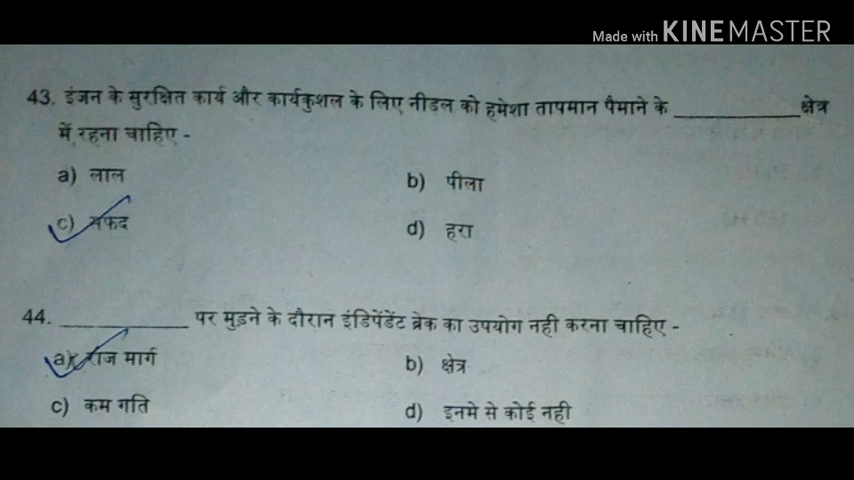 Made with KINEMASTER
43. इंजन के सुरक्षित कार्य और कार्यकुशल के लिए नीडल को हमेशा तापमान पैमाने के ____________ क्षेत्र
में रहना चाहिए -
a) लाल
b) पीला
c) सफेद
d) हरा
44. ____________ पर मुड़ने के दौरान इंडिपेंडेंट ब्रेक का उपयोग नही करना चाहिए -
a) राज मार्ग
b) क्षेत्र
c) कम गति
d) इनमे से कोई नही